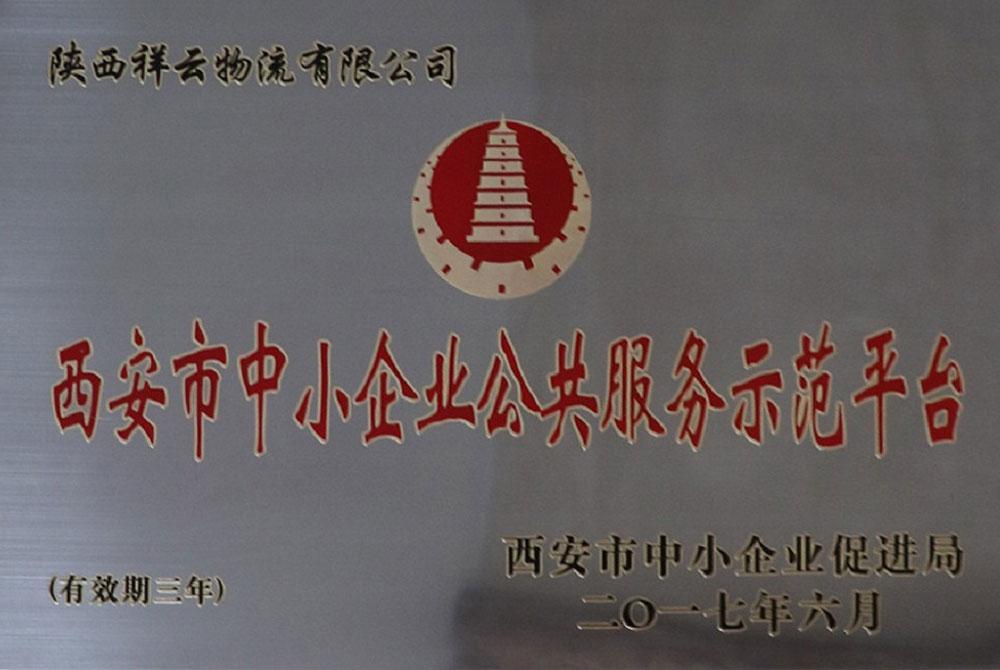 陕西祥云物流有限公司
西安市中小企业公共服务示范平台
西安市中小企业促进局
(有效期三年)
二〇一七年六月